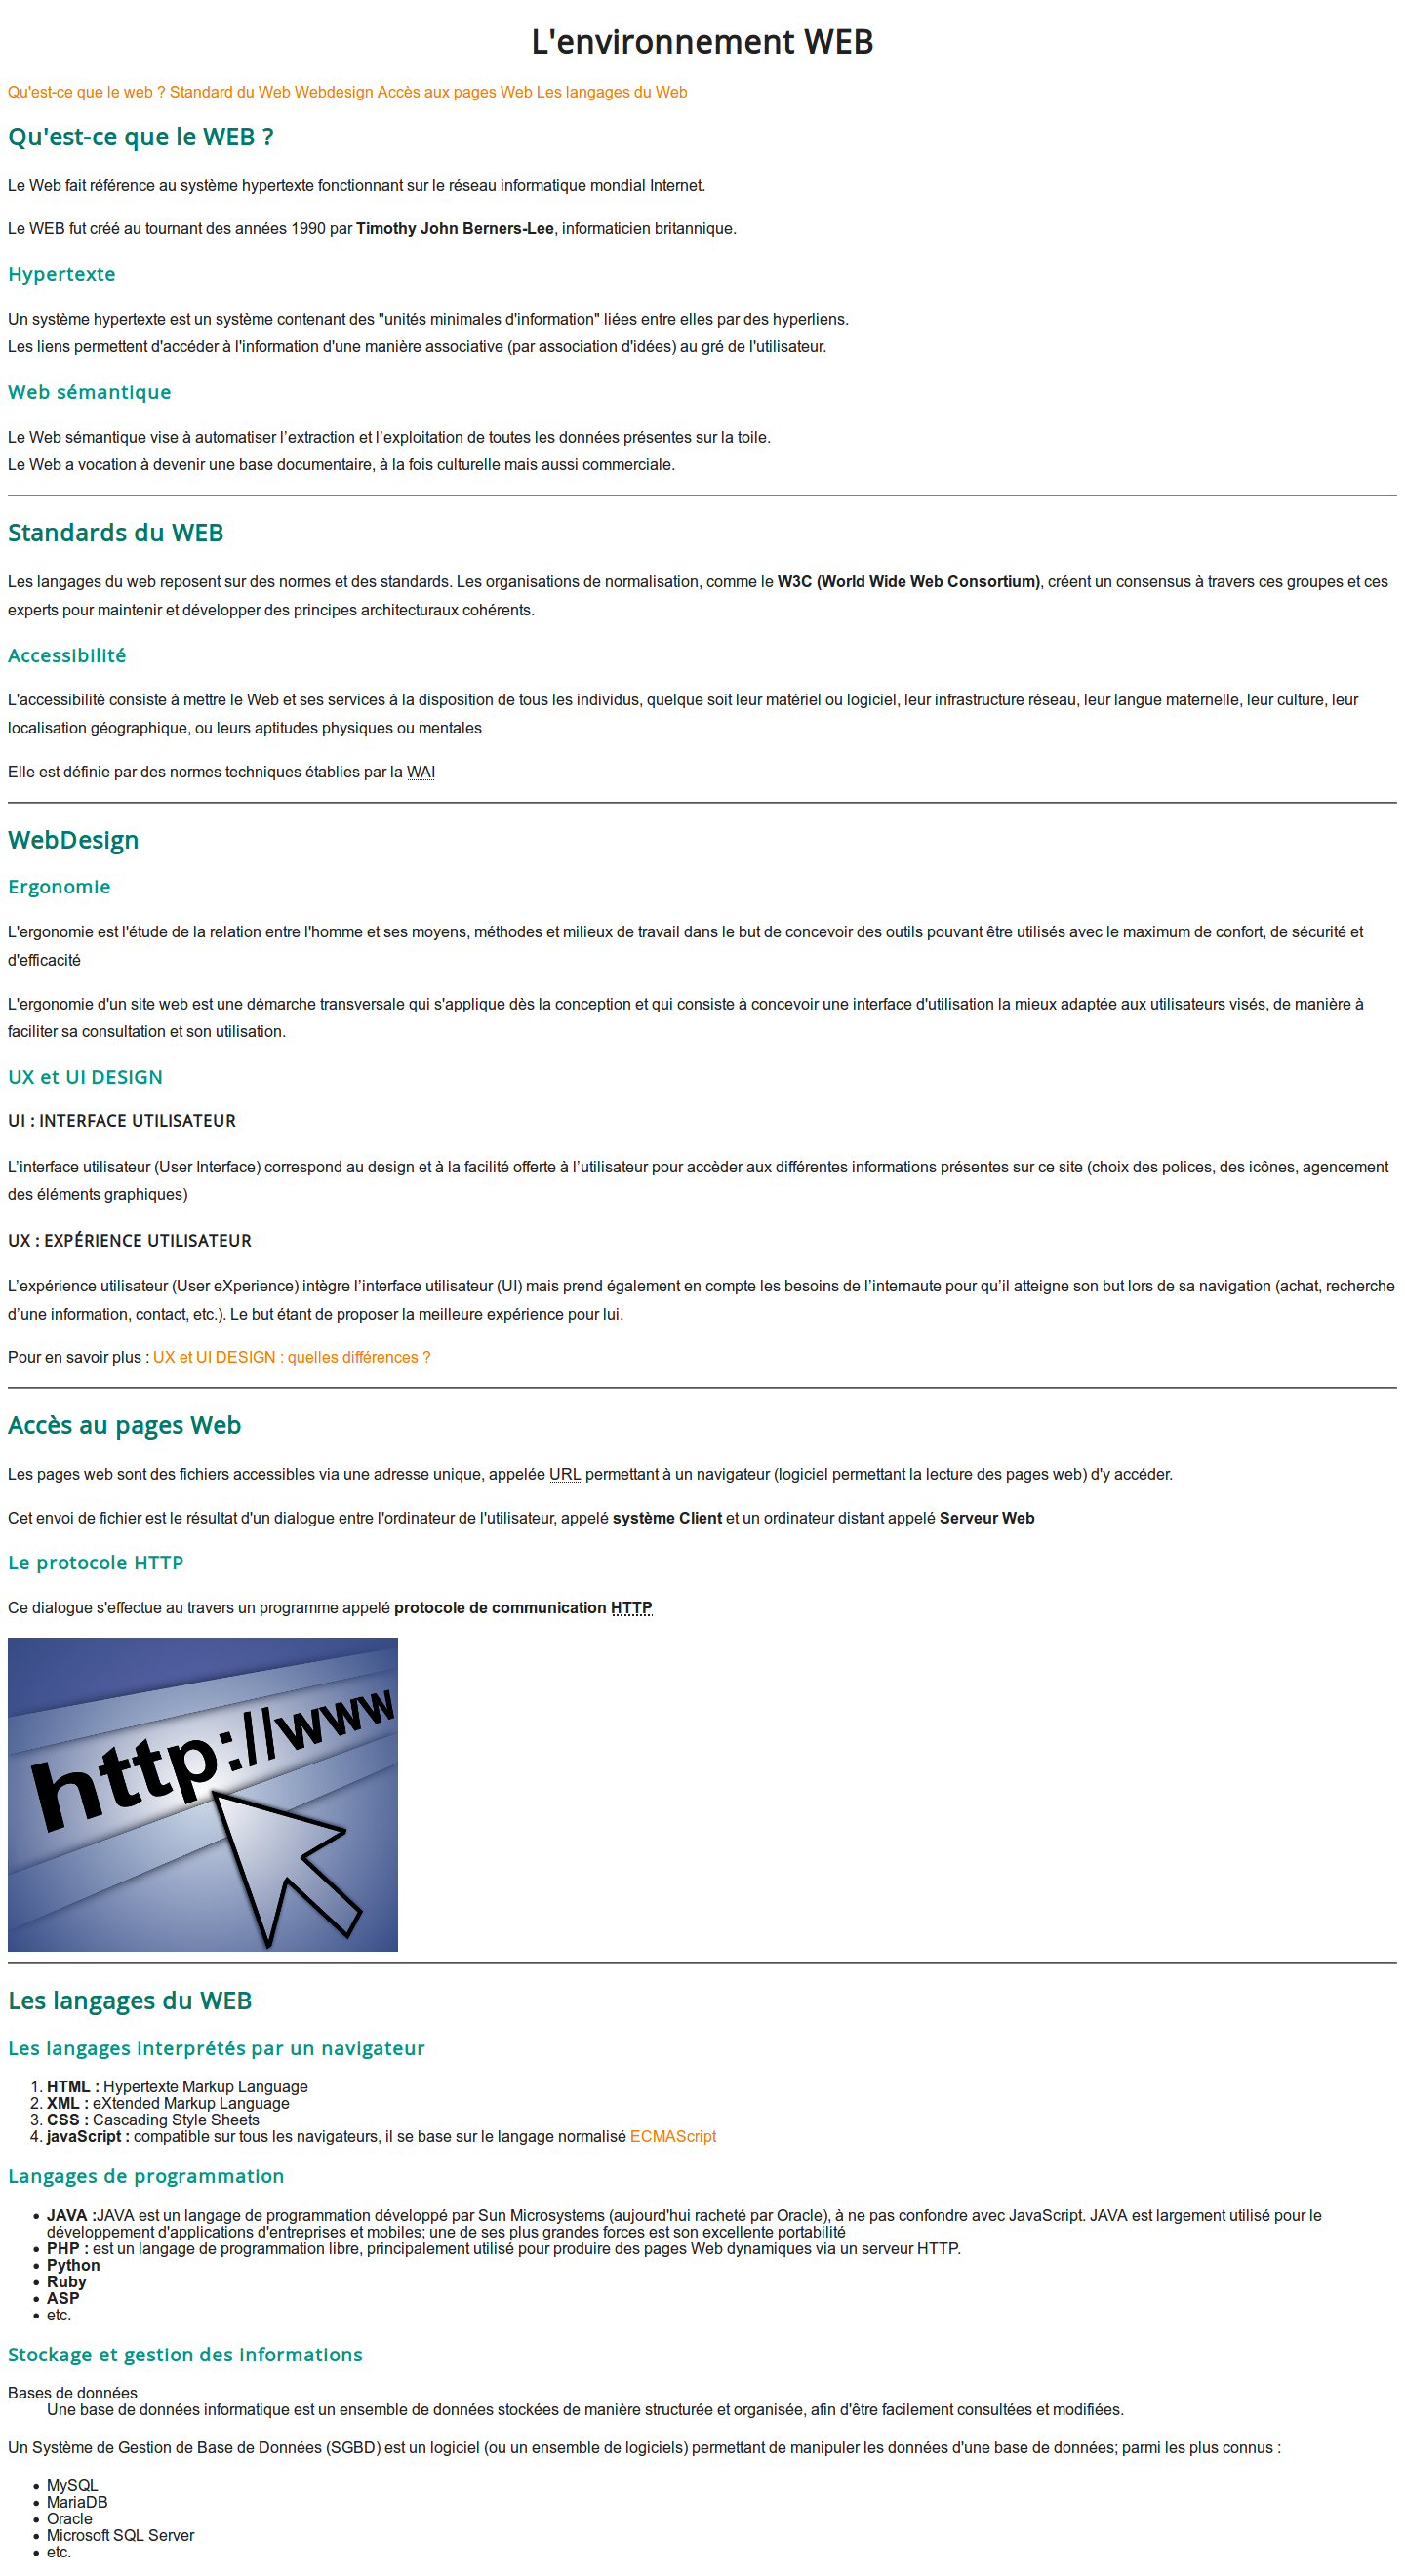 L'environnement WEB
Qu'est-ce que le web ? Standard du Web Webdesign Accès aux pages Web Les langages du Web
Qu'est-ce que le WEB ?
Le Web fait référence au système hypertexte fonctionnant sur le réseau informatique mondial Internet.
Le WEB fut créé au tournant des années 1990 par Timothy John Berners-Lee, informaticien britannique.
Hypertexte
Un système hypertexte est un système contenant des "unités minimales d'information" liées entre elles par des hyperliens.
Les liens permettent d'accéder à l'information d'une manière associative (par association d'idées) au gré de l'utilisateur.
Web sémantique
Le Web sémantique vise à automatiser l’extraction et l’exploitation de toutes les données présentes sur la toile.
Le Web a vocation à devenir une base documentaire, à la fois culturelle mais aussi commerciale.
Standards du WEB
Les langages du web reposent sur des normes et des standards. Les organisations de normalisation, comme le W3C (World Wide Web Consortium), créent un consensus à travers ces groupes et ces
experts pour maintenir et développer des principes architecturaux cohérents.
Accessibilité
L'accessibilité consiste à mettre le Web et ses services à la disposition de tous les individus, quelque soit leur matériel ou logiciel, leur infrastructure réseau, leur langue maternelle, leur culture, leur
localisation géographique, ou leurs aptitudes physiques ou mentales
Elle est définie par des normes techniques établies par la WAI
WebDesign
Ergonomie
L'ergonomie est l'étude de la relation entre l'homme et ses moyens, méthodes et milieux de travail dans le but de concevoir des outils pouvant être utilisés avec le maximum de confort, de sécurité et
d'efficacité
L'ergonomie d'un site web est une démarche transversale qui s'applique dès la conception et qui consiste à concevoir une interface d'utilisation la mieux adaptée aux utilisateurs visés, de manière à
faciliter sa consultation et son utilisation.
UX et UI DESIGN
UI : INTERFACE UTILISATEUR
L’interface utilisateur (User Interface) correspond au design et à la facilité offerte à l’utilisateur pour accèder aux différentes informations présentes sur ce site (choix des polices, des icônes, agencement
des éléments graphiques)
UX : EXPÉRIENCE UTILISATEUR
L’expérience utilisateur (User eXperience) intègre l’interface utilisateur (UI) mais prend également en compte les besoins de l’internaute pour qu’il atteigne son but lors de sa navigation (achat, recherche
d’une information, contact, etc.). Le but étant de proposer la meilleure expérience pour lui.
Pour en savoir plus : UX et UI DESIGN : quelles différences ?
Accès au pages Web
Les pages web sont des fichiers accessibles via une adresse unique, appelée URL permettant à un navigateur (logiciel permettant la lecture des pages web) d'y accéder.
Cet envoi de fichier est le résultat d'un dialogue entre l'ordinateur de l'utilisateur, appelé système Client et un ordinateur distant appelé Serveur Web
Le protocole HTTP
Ce dialogue s'effectue au travers un programme appelé protocole de communication HTTP
http://www
Les langages du WEB
Les langages interprétés par un navigateur
1. HTML : Hypertexte Markup Language
2. XML : eXtended Markup Language
3. CSS : Cascading Style Sheets
4. javaScript : compatible sur tous les navigateurs, il se base sur le langage normalisé ECMAScript
Langages de programmation
• JAVA :JAVA est un langage de programmation développé par Sun Microsystems (aujourd'hui racheté par Oracle), à ne pas confondre avec JavaScript. JAVA est largement utilisé pour le
développement d'applications d'entreprises et mobiles; une de ses plus grandes forces est son excellente portabilité
• PHP : est un langage de programmation libre, principalement utilisé pour produire des pages Web dynamiques via un serveur HTTP.
• Python
• Ruby
• ASP
• etc.
Stockage et gestion des informations
Bases de données
Une base de données informatique est un ensemble de données stockées de manière structurée et organisée, afin d'être facilement consultées et modifiées.
Un Système de Gestion de Base de Données (SGBD) est un logiciel (ou un ensemble de logiciels) permettant de manipuler les données d'une base de données; parmi les plus connus :
• MySQL
• MariaDB
• Oracle
• Microsoft SQL Server
• etc.